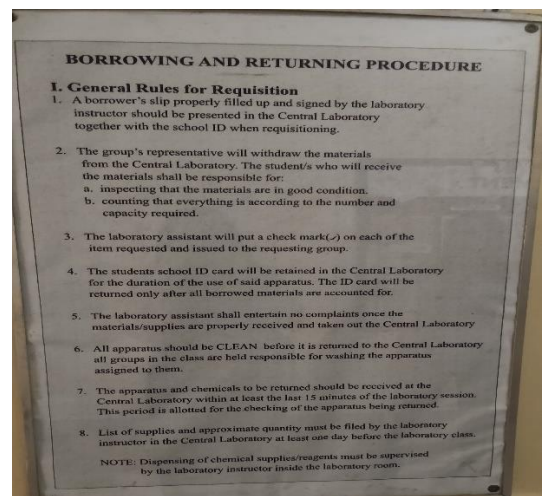 BORROWING AND RETURNING PROCEDURE
I. General Rules for Requisition
1. A borrower's slip properly filled up and signed by the laboratory
instructor should be presented in the Central Laboratory
together with the school ID when requisitioning.
2. The group's representative will withdraw the materials
from the Central Laboratory. The student/s who will receive
the materials shall be responsible for:
a. inspecting that the materials are in good condition.
b. counting that everything is according to the number and
capacity required.
3. The laboratory assistant will put a check mark(✓) on each of the
item requested and issued to the requesting group.
4. The students school ID card will be retained in the Central Laboratory
for the duration of the use of said apparatus. The ID card will be
returned only after all borrowed materials are accounted for.
5. The laboratory assistant shall entertain no complaints once the
materials/supplies are properly received and taken out the Central Laboratory
6. All apparatus should be CLEAN before it is returned to the Central Laboratory
all groups in the class are held responsible for washing the apparatus
assigned to them.
7. The apparatus and chemicals to be returned should be received at the
Central Laboratory within at least the last 15 minutes of the laboratory session.
This period is allotted for the checking of the apparatus being returned.
8. List of supplies and approximate quantity must be filed by the laboratory
instructor in the Central Laboratory at least one day before the laboratory class.
NOTE: Dispensing of chemical supplies/reagents must be supervised
by the laboratory instructor inside the laboratory room.